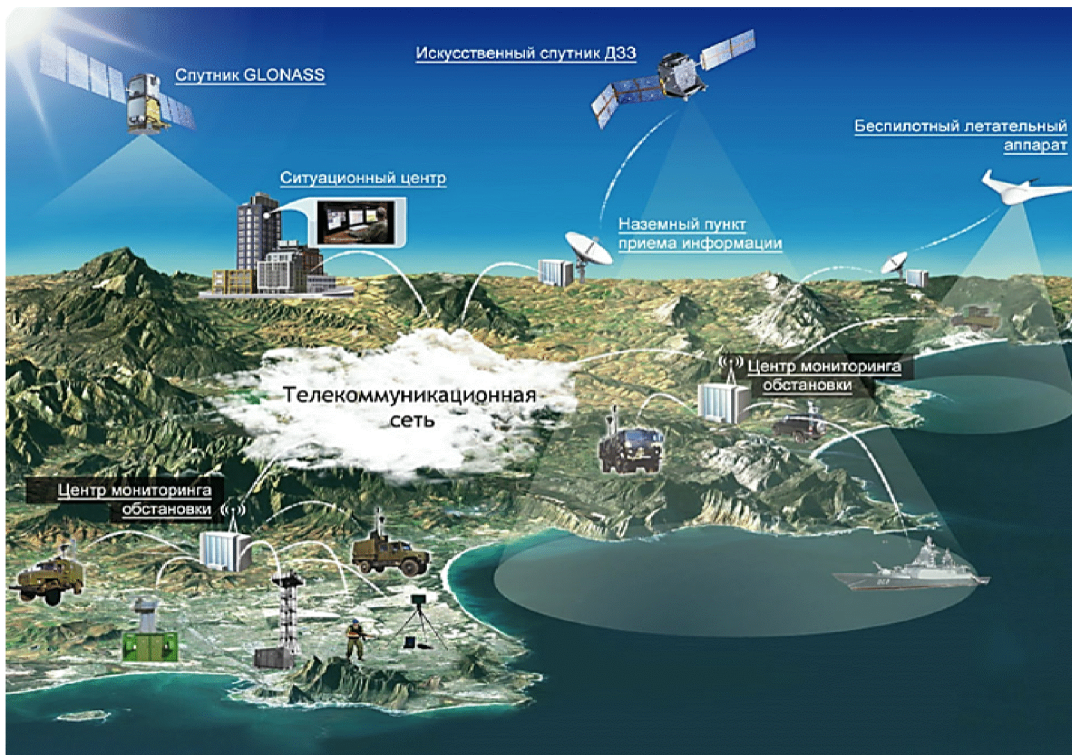 Спутник GLONASS
Искусственный спутник ДЗЗ
Беспилотный летательный
аппарат
Ситуационный центр
Наземный пункт
приема информации
Центр мониторинга
обстановки
Телекоммуникационная
сеть
Центр мониторинга
обстановки